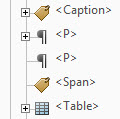 <Caption>
<P>
<P>
<Span>
<Table>